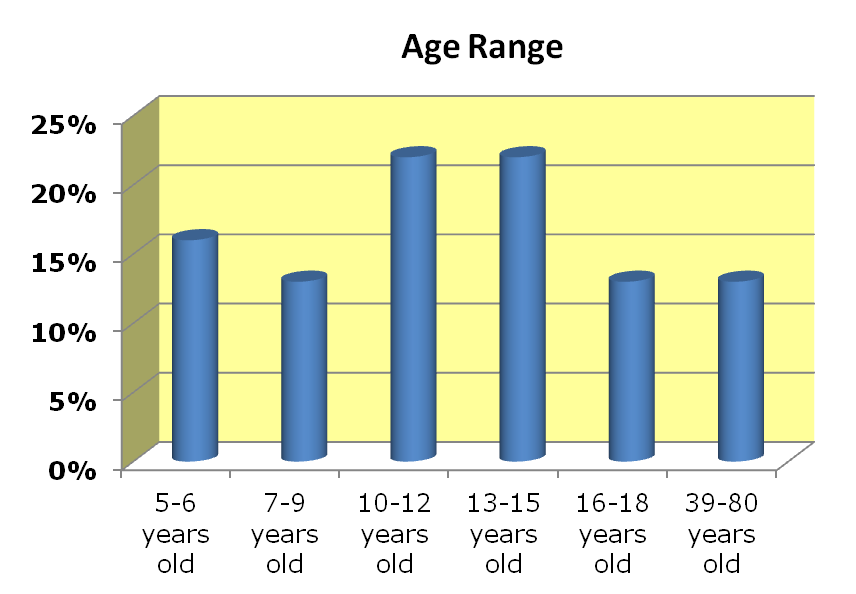 Age Range
25%
20%
15%
10%
5%
0%
5-6
years
old
7-9
years
old
10-12
years
old
13-15
years
old
16-18
years
old
39-80
years
old